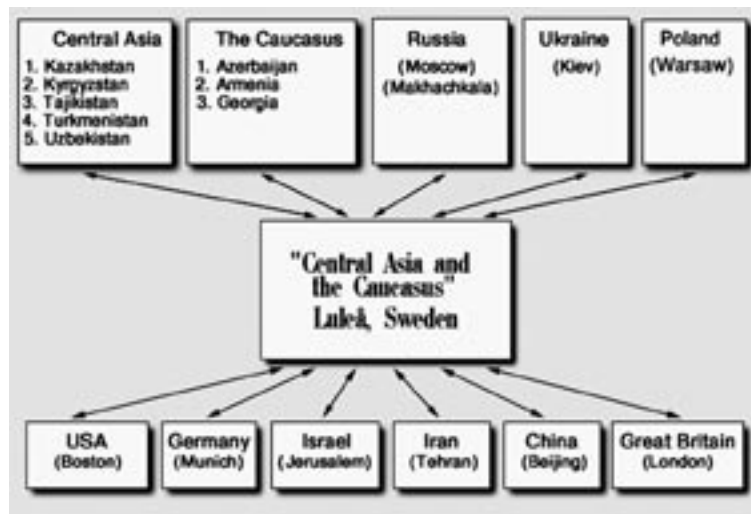 Central Asia
1. Kazakhstan
2. Kyrgyzstan
3. Tajikistan
4. Turkmenistan
5. Uzbekistan
The Caucasus
1. Azerbaijan
2. Armenia
3. Georgia
Russia
(Moscow)
(Makhachkala)
Ukraine
(Kiev)
Poland
(Warsaw)
"Central Asia and
the Caucasus"
Luleå, Sweden
USA
(Boston)
Germany
(Munich)
Israel
(Jerusalem)
Iran
(Tehran)
China
(Beijing)
Great Britain
(London)